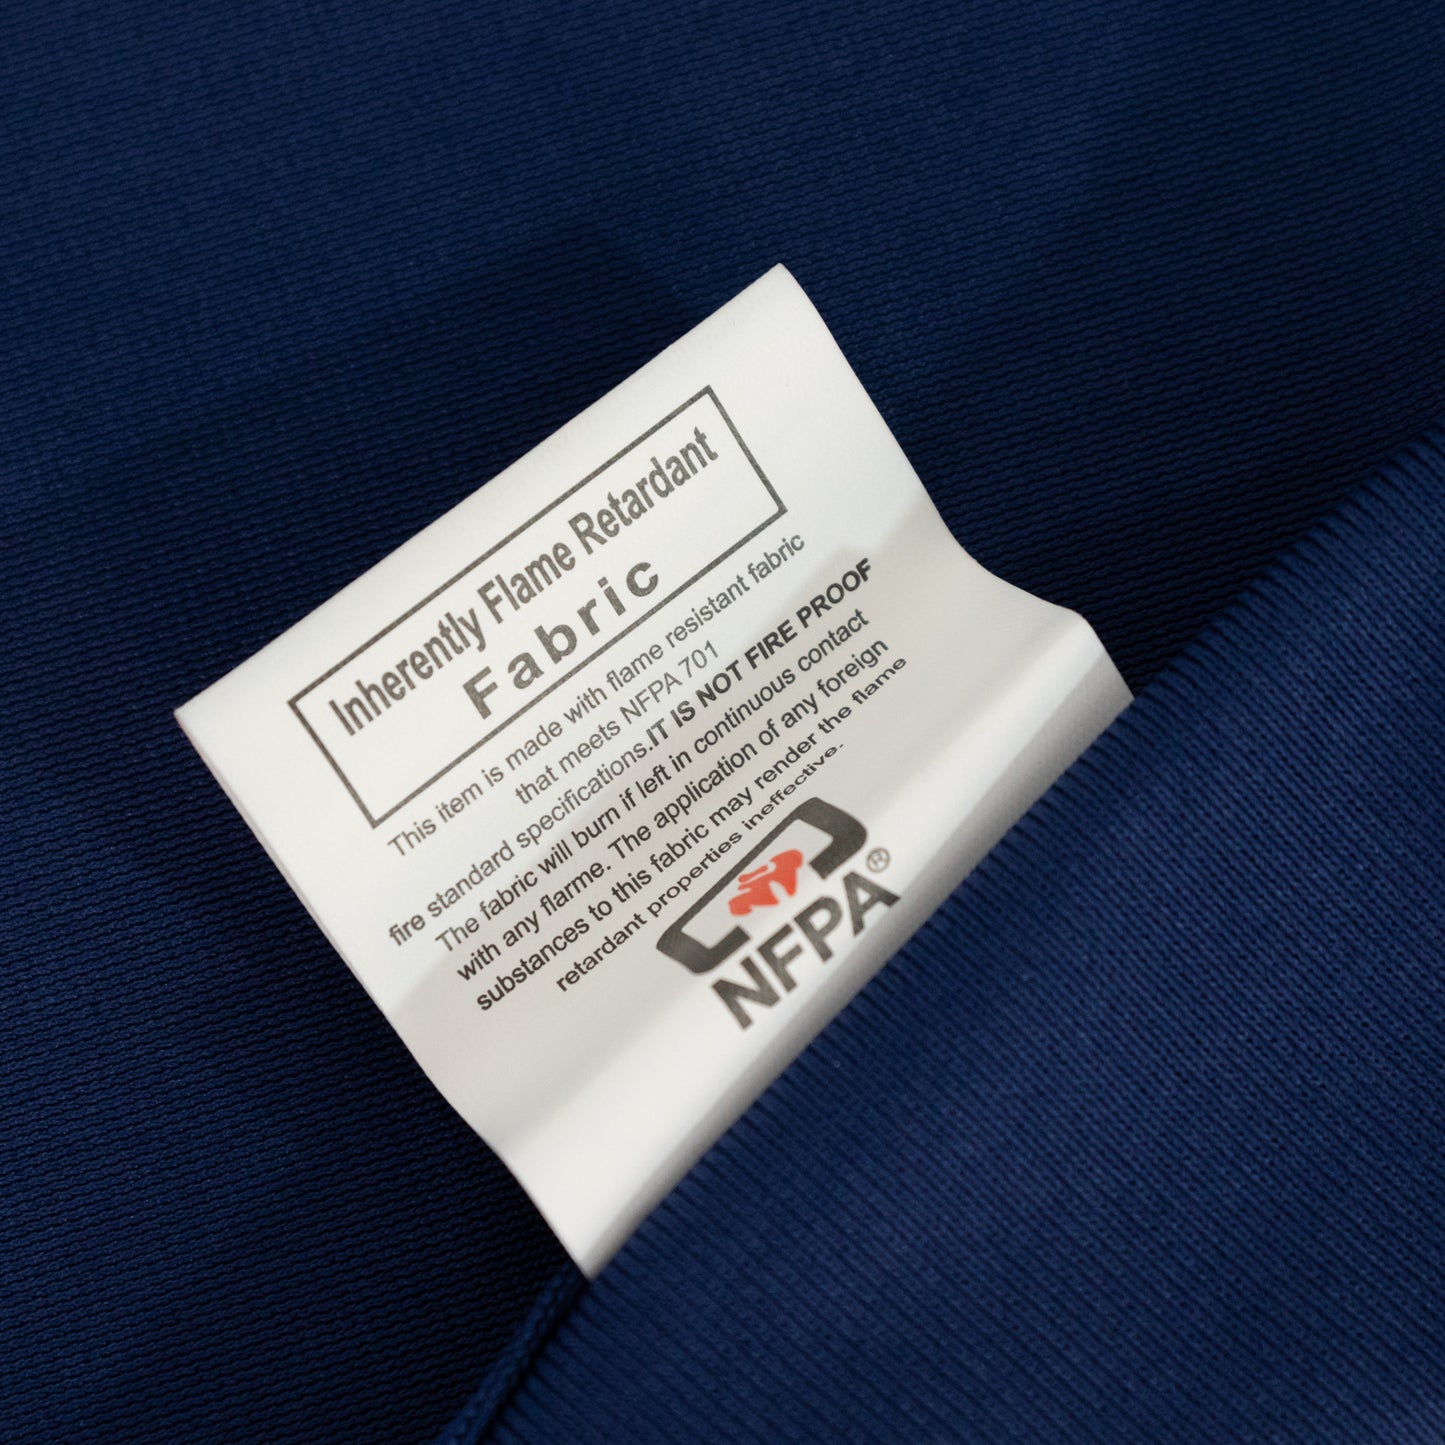 Inherently Flame Retardant
Fabric
This item is made with flame resistant fabric
that meets NFPA 701
fire standard specifications.IT IS NOT FIRE PROOF
The fabric will burn if left in continuous contact
with any flarme. The application of any foreign
substances to this fabric may render the flame
retardant properties ineffective.
NFPA®